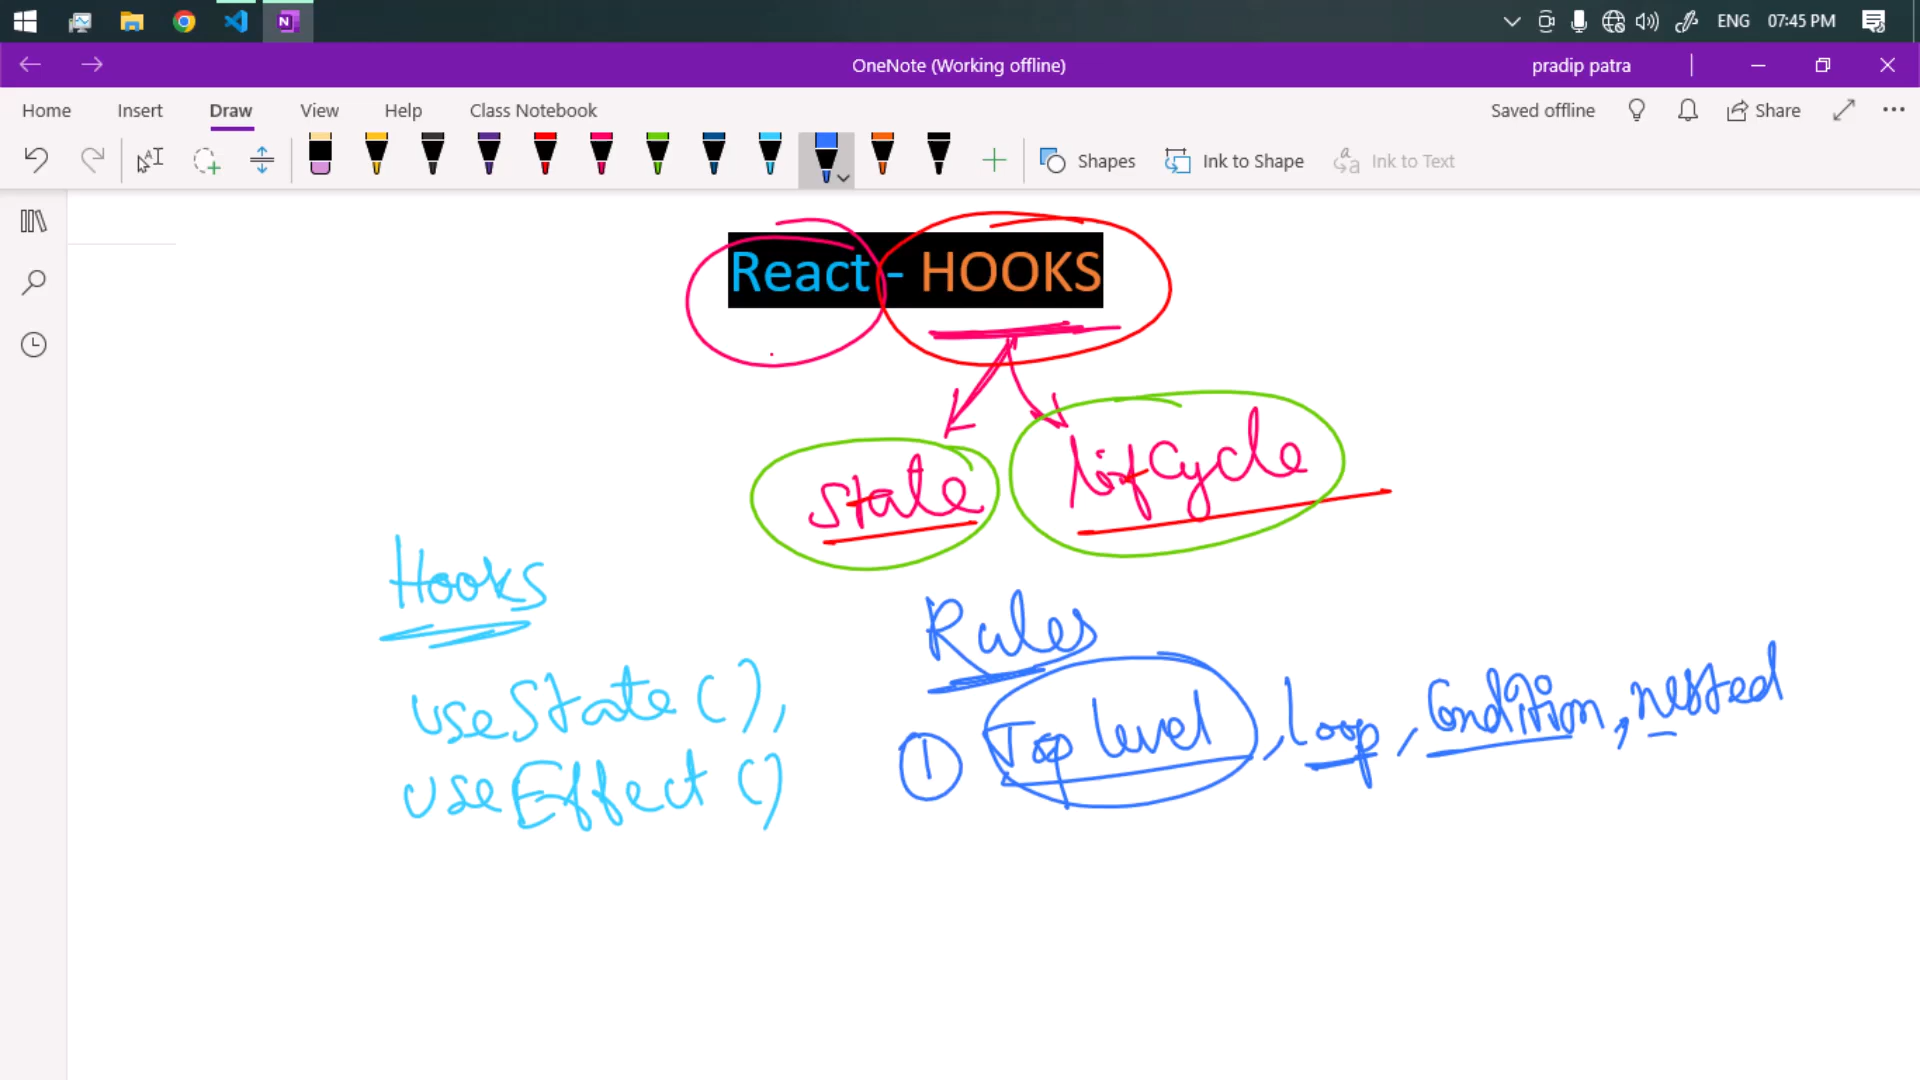 ENG 07:45 PM
OneNote (Working offline) pradip patra
Home Insert Draw View Help Class Notebook Saved offline Share
Shapes Ink to Shape Ink to Text
React - HOOKS
state lifCycle
Hooks
Rules
useState(),
① Top level, loop, Condition, nested
useEffect()